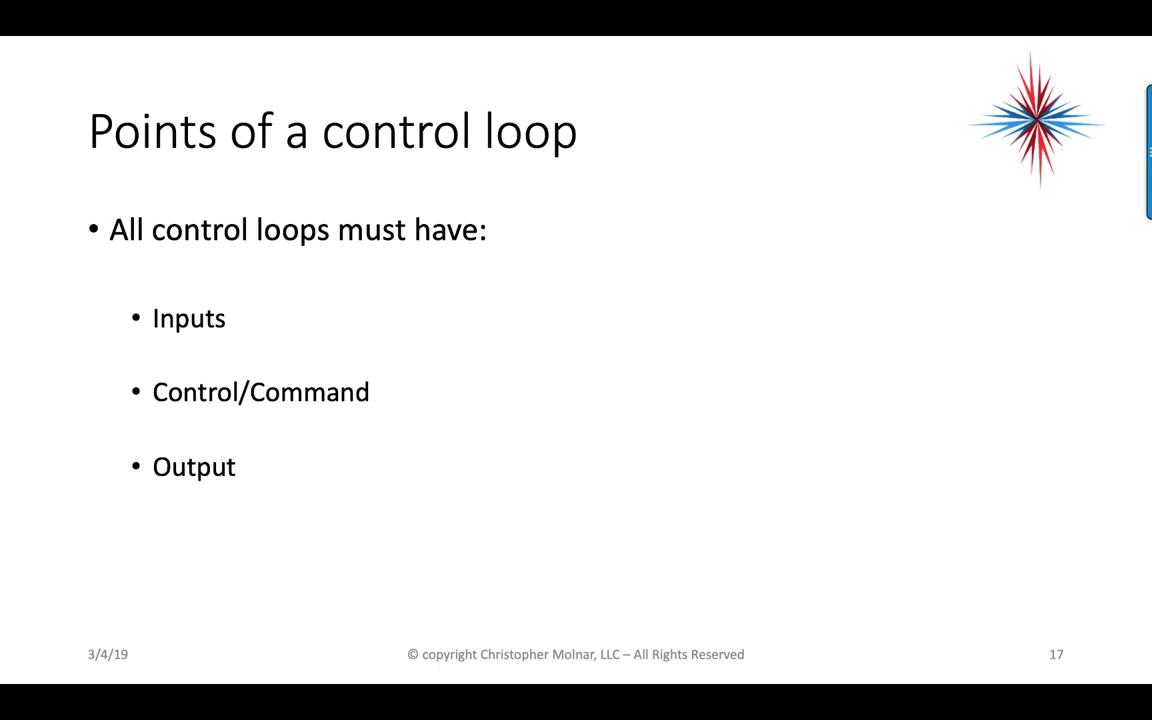 Points of a control loop
• All control loops must have:
• Inputs
• Control/Command
• Output
3/4/19
© copyright Christopher Molnar, LLC – All Rights Reserved
17